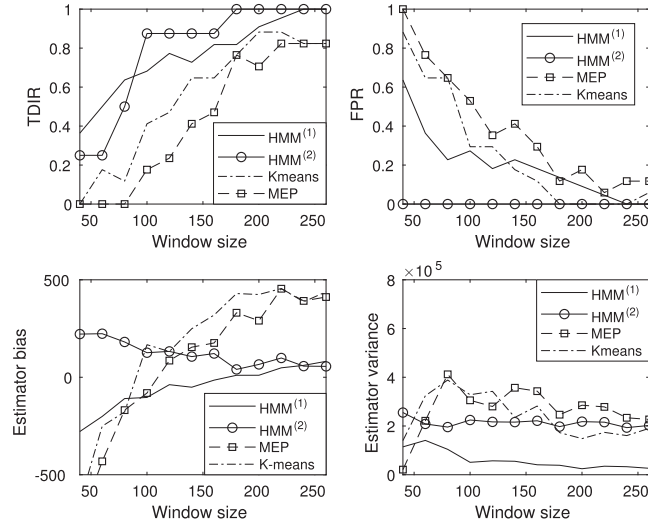 1
0.8
0.6
0.4
0.2
0
TDIR
50
100
150
200
250
Window size
HMM(1)
HMM(2)
Kmeans
MEP
1
0.8
0.6
0.4
0.2
0
FPR
50
100
150
200
250
Window size
HMM(1)
HMM(2)
MEP
Kmeans
500
0
-500
Estimator bias
50
100
150
200
250
Window size
HMM(1)
HMM(2)
MEP
K-means
× 10^5
8
6
4
2
0
Estimator variance
50
100
150
200
250
Window size
HMM(1)
HMM(2)
MEP
Kmeans